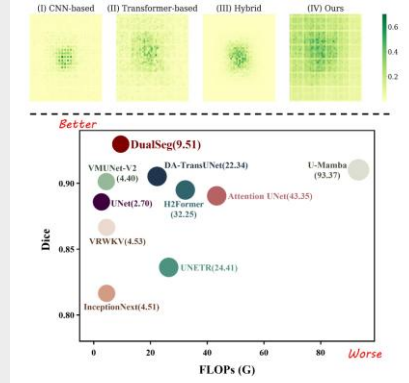 (I) CNN-based (II) Transformer-based (III) Hybrid (IV) Ours
0.6
0.4
0.2
Better
DualSeg(9.51)
VMUNet-V2
(4.40)
DA-TransUNet(22.34)
U-Mamba
(93.37)
0.90
UNet(2.70)
H2Former
(32.25)
Attention UNet(43.35)
VRWKV(4.53)
Dice
0.85
UNETR(24.41)
InceptionNext(4.51)
0.80
0 20 40 60 80
Worse
FLOPs (G)